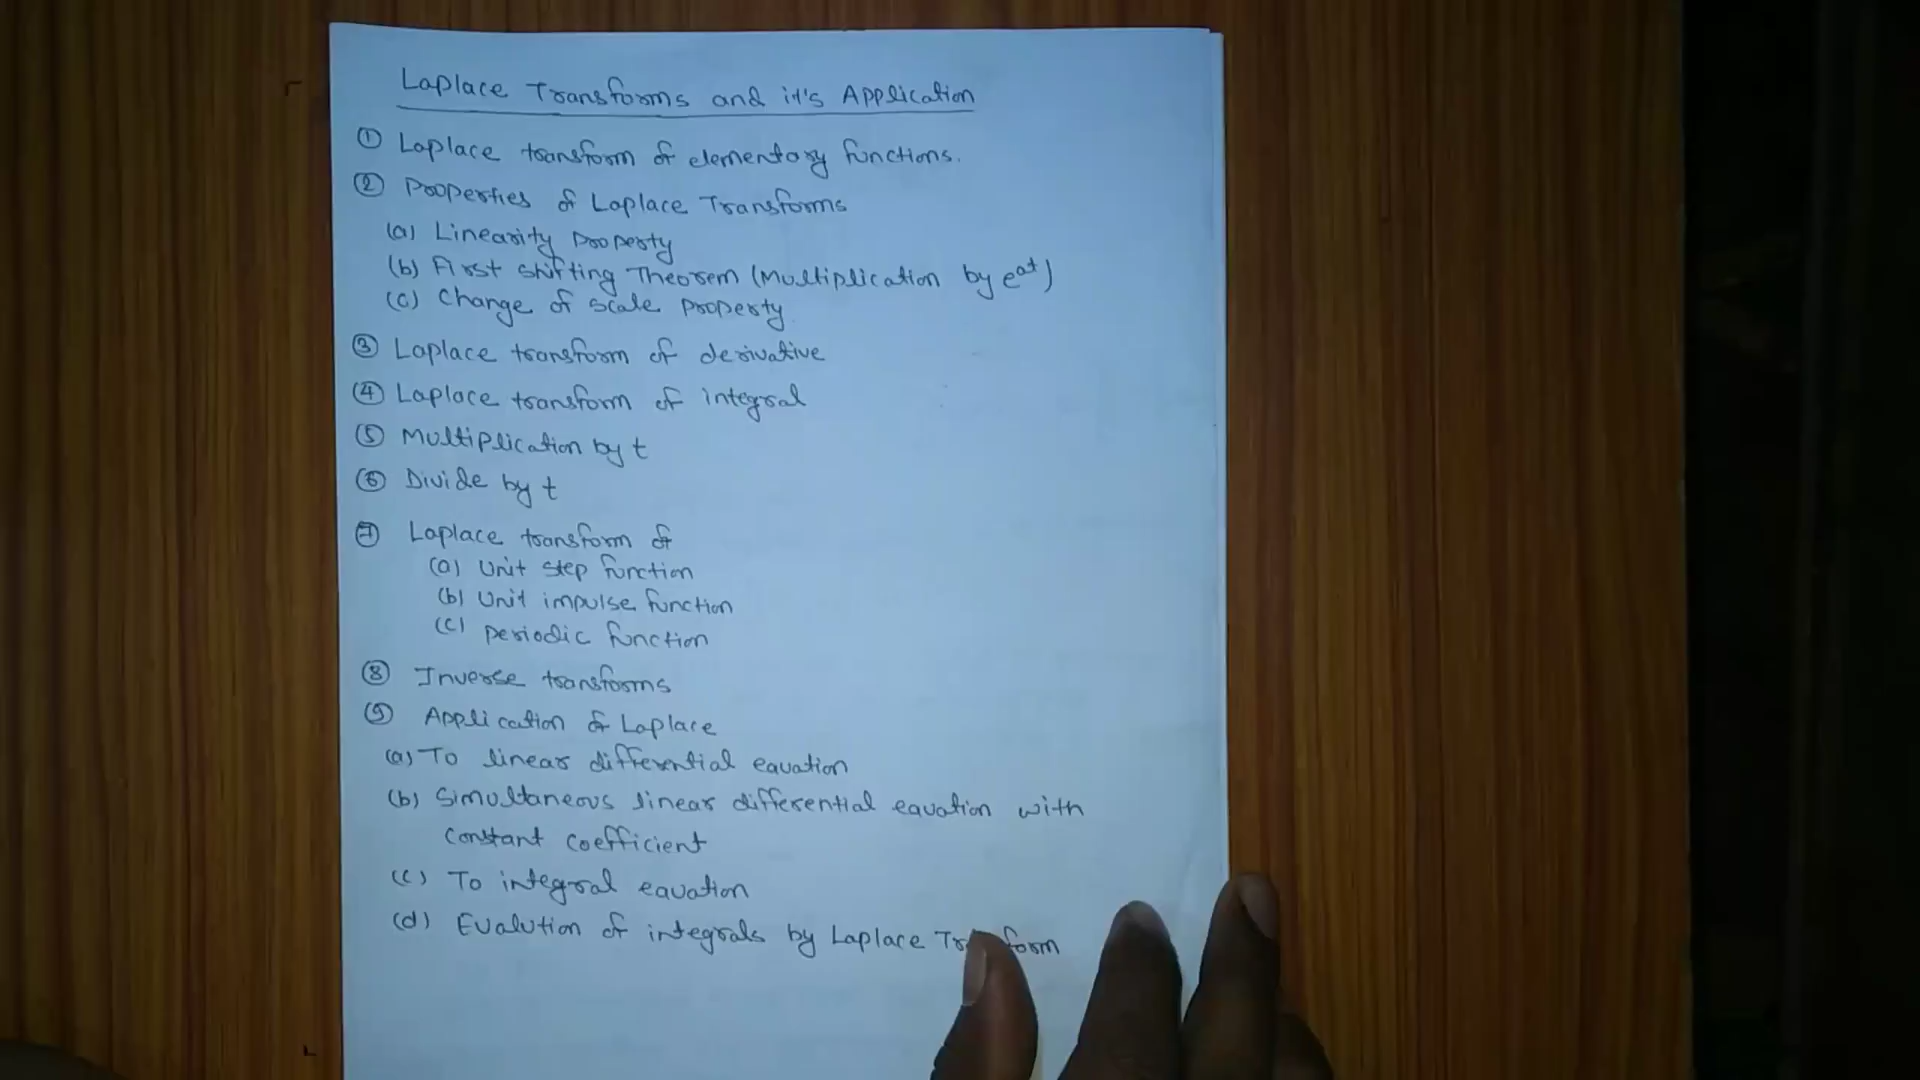 Laplace Transforms and it's Application
① Laplace transform of elementary functions.
② Properties of Laplace Transforms
(a) Linearity property
(b) First shifting Theorem (Multiplication by e^at)
(c) Change of scale property
③ Laplace transform of derivative
④ Laplace transform of integral
⑤ Multiplication by t
⑥ Divide by t
⑦ Laplace transform of
(a) Unit step function
(b) Unit impulse function
(c) periodic function
⑧ Inverse transforms
⑨ Application of Laplace
(a) To linear differential equation
(b) Simultaneous linear differential equation with
constant coefficient
(c) To integral equation
(d) Evalution of integrals by Laplace Tr form